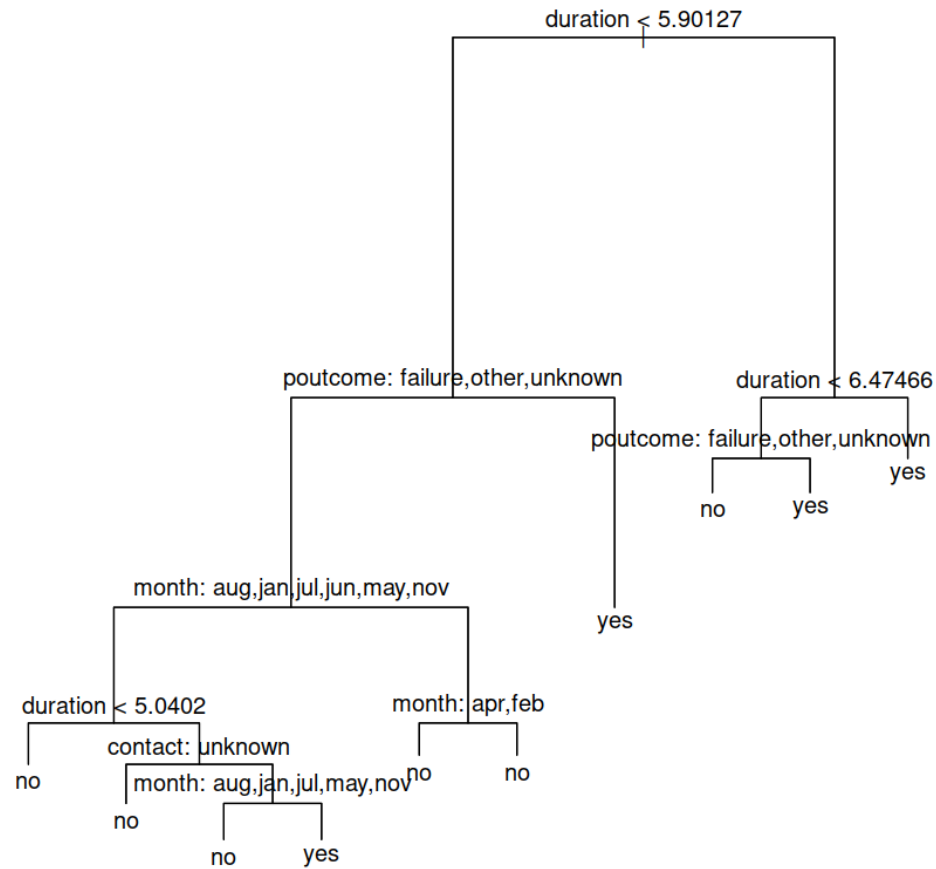 duration < 5.90127
poutcome: failure,other,unknown
duration < 6.47466
poutcome: failure,other,unknown
yes
no
yes
month: aug,jan,jul,jun,may,nov
yes
duration < 5.0402
month: apr,feb
contact: unknown
no
no
no
month: aug,jan,jul,may,nov
no
no
yes